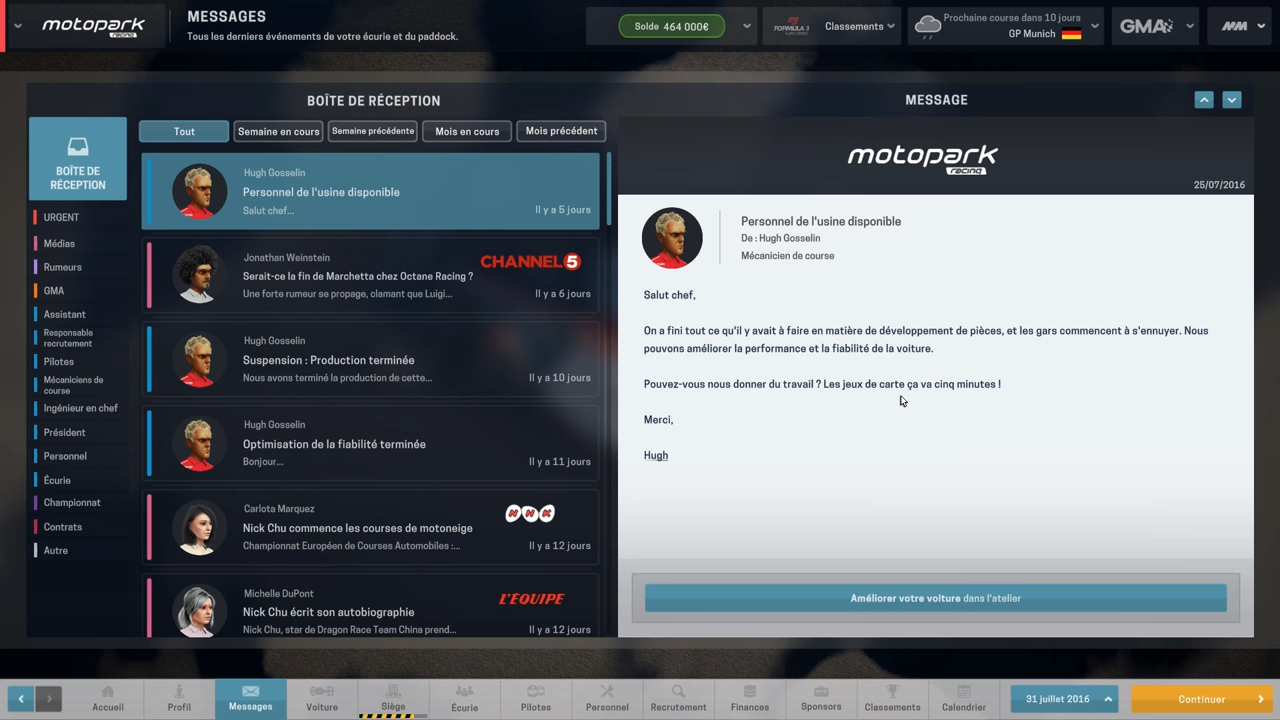 motopark
racing
MESSAGES
Tous les derniers événements de votre écurie et du paddock.
Solde 464 000€
FORMULA 3
Classements
Prochaine course dans 10 jours
GP Munich
GMA
BOÎTE DE RÉCEPTION
MESSAGE
BOÎTE DE
RÉCEPTION
URGENT
Médias
Rumeurs
GMA
Assistant
Responsable
recrutement
Pilotes
Mécaniciens de
course
Ingénieur en chef
Président
Personnel
Écurie
Championnat
Contrats
Autre
Tout
Semaine en cours
Semaine précédente
Mois en cours
Mois précédent
Hugh Gosselin
Personnel de l'usine disponible
Salut chef...
Il y a 5 jours
Jonathan Weinstein
CHANNEL 5
Serait-ce la fin de Marchetta chez Octane Racing ?
Une forte rumeur se propage, clamant que Luigi...
Il y a 6 jours
Hugh Gosselin
Suspension : Production terminée
Nous avons terminé la production de cette...
Il y a 10 jours
Hugh Gosselin
Optimisation de la fiabilité terminée
Bonjour...
Il y a 11 jours
Carlota Marquez
NNK
Nick Chu commence les courses de motoneige
Championnat Européen de Courses Automobiles :...
Il y a 12 jours
Michelle DuPont
L'ÉQUIPE
Nick Chu écrit son autobiographie
Nick Chu, star de Dragon Race Team China prend...
Il y a 12 jours
motopark
racing
25/07/2016
Personnel de l'usine disponible
De : Hugh Gosselin
Mécanicien de course
Salut chef,
On a fini tout ce qu'il y avait à faire en matière de développement de pièces, et les gars commencent à s'ennuyer. Nous
pouvons améliorer la performance et la fiabilité de la voiture.
Pouvez-vous nous donner du travail ? Les jeux de carte ça va cinq minutes !
Merci,
Hugh
Améliorer votre voiture dans l'atelier
Accueil
Profil
Messages
Voiture
Siège
Écurie
Pilotes
Personnel
Recrutement
Finances
Sponsors
Classements
Calendrier
31 juillet 2016
Continuer